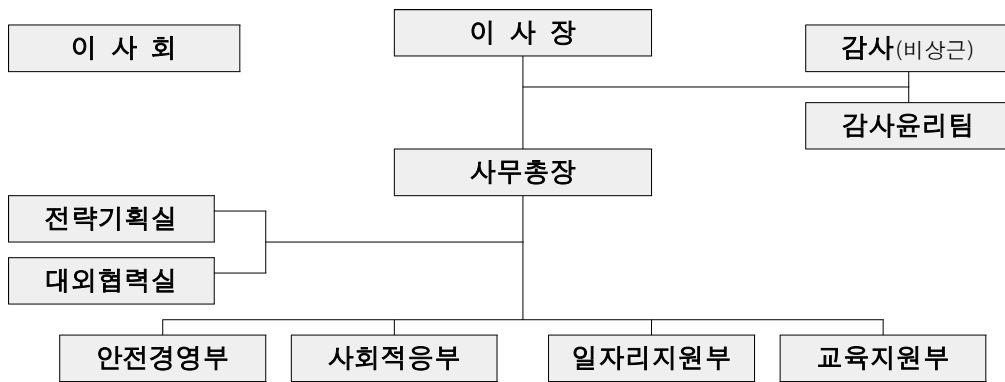 이 사 회
이 사 장
감사(비상근)
감사윤리팀
사무총장
전략기획실
대외협력실
안전경영부
사회적응부
일자리지원부
교육지원부